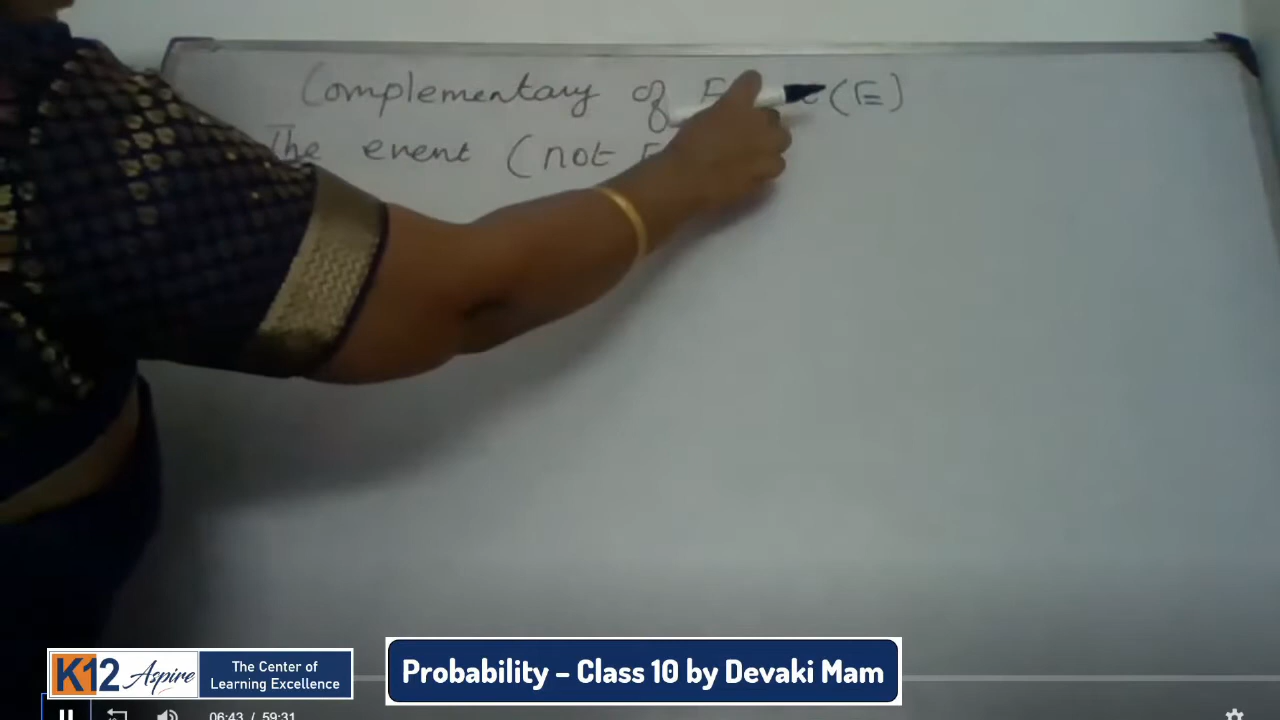 Complementary of (E)
The event (not
K12 Aspire
The Center of
Learning Excellence
Probability – Class 10 by Devaki Mam
06:43 / 59:31